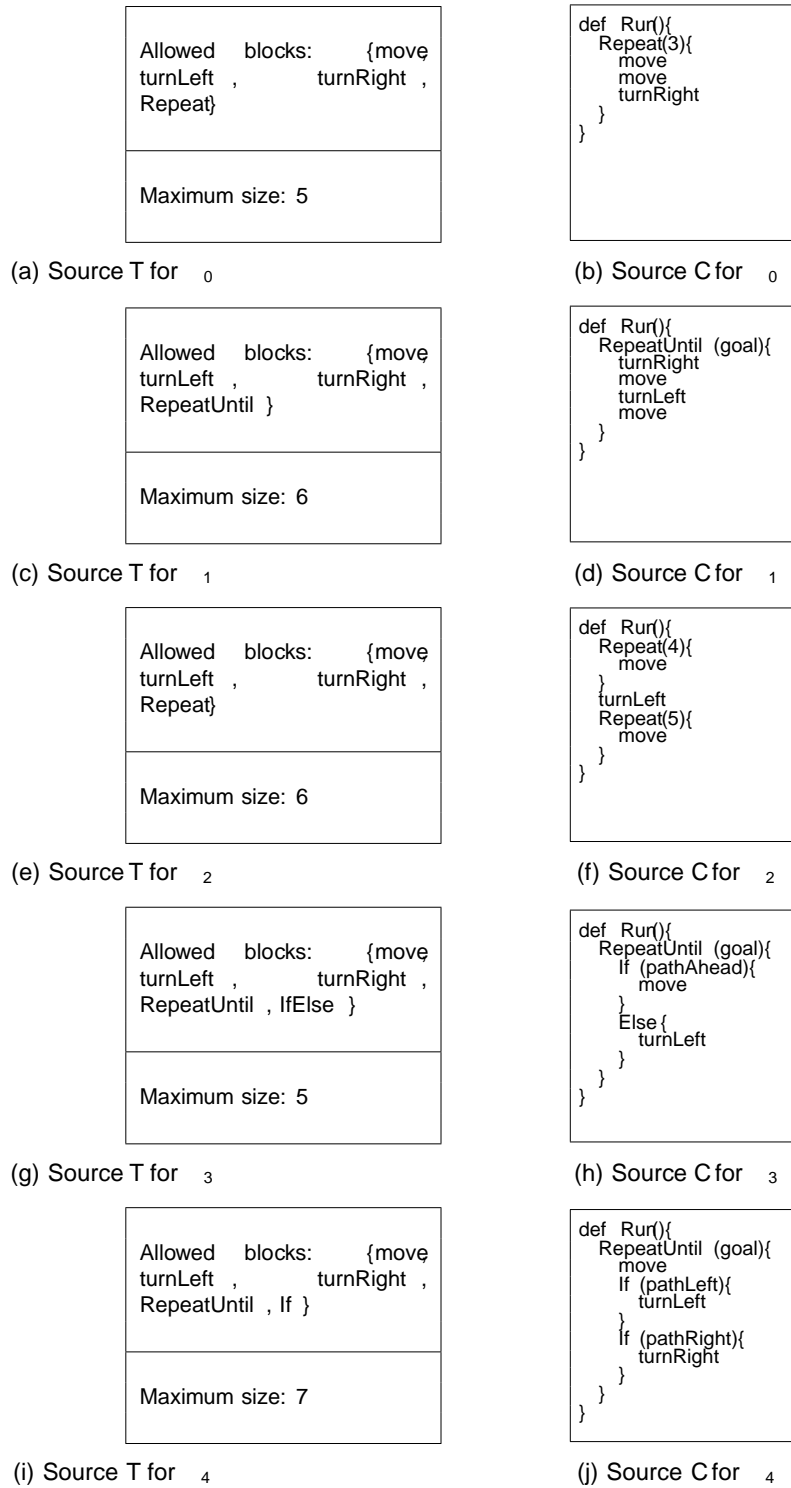 Allowed blocks: {move,
turnLeft , turnRight ,
Repeat}
Maximum size: 5
(a) Source T for 0
def Run(){
Repeat(3){
move
move
turnRight
}
}
(b) Source C for 0
Allowed blocks: {move,
turnLeft , turnRight ,
RepeatUntil }
Maximum size: 6
(c) Source T for 1
def Run(){
RepeatUntil (goal){
turnRight
move
turnLeft
move
}
}
(d) Source C for 1
Allowed blocks: {move,
turnLeft , turnRight ,
Repeat}
Maximum size: 6
(e) Source T for 2
def Run(){
Repeat(4){
move
}
turnLeft
Repeat(5){
move
}
}
(f) Source C for 2
Allowed blocks: {move,
turnLeft , turnRight ,
RepeatUntil , IfElse }
Maximum size: 5
(g) Source T for 3
def Run(){
RepeatUntil (goal){
If (pathAhead){
move
}
Else {
turnLeft
}
}
}
(h) Source C for 3
Allowed blocks: {move,
turnLeft , turnRight ,
RepeatUntil , If }
Maximum size: 7
(i) Source T for 4
def Run(){
RepeatUntil (goal){
move
If (pathLeft){
turnLeft
}
If (pathRight){
turnRight
}
}
}
(j) Source C for 4